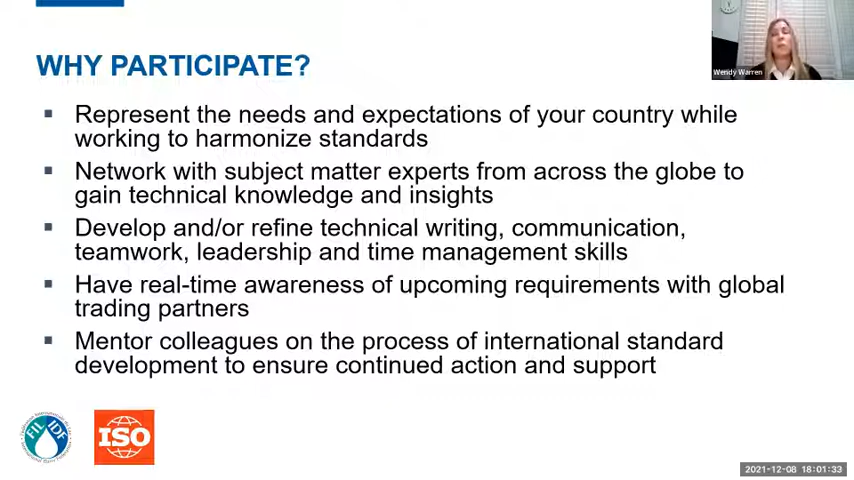 Wendy Warren
WHY PARTICIPATE?
▪ Represent the needs and expectations of your country while
working to harmonize standards
▪ Network with subject matter experts from across the globe to
gain technical knowledge and insights
▪ Develop and/or refine technical writing, communication,
teamwork, leadership and time management skills
▪ Have real-time awareness of upcoming requirements with global
trading partners
▪ Mentor colleagues on the process of international standard
development to ensure continued action and support
FIL IDF
ISO
2021-12-08 18:01:33